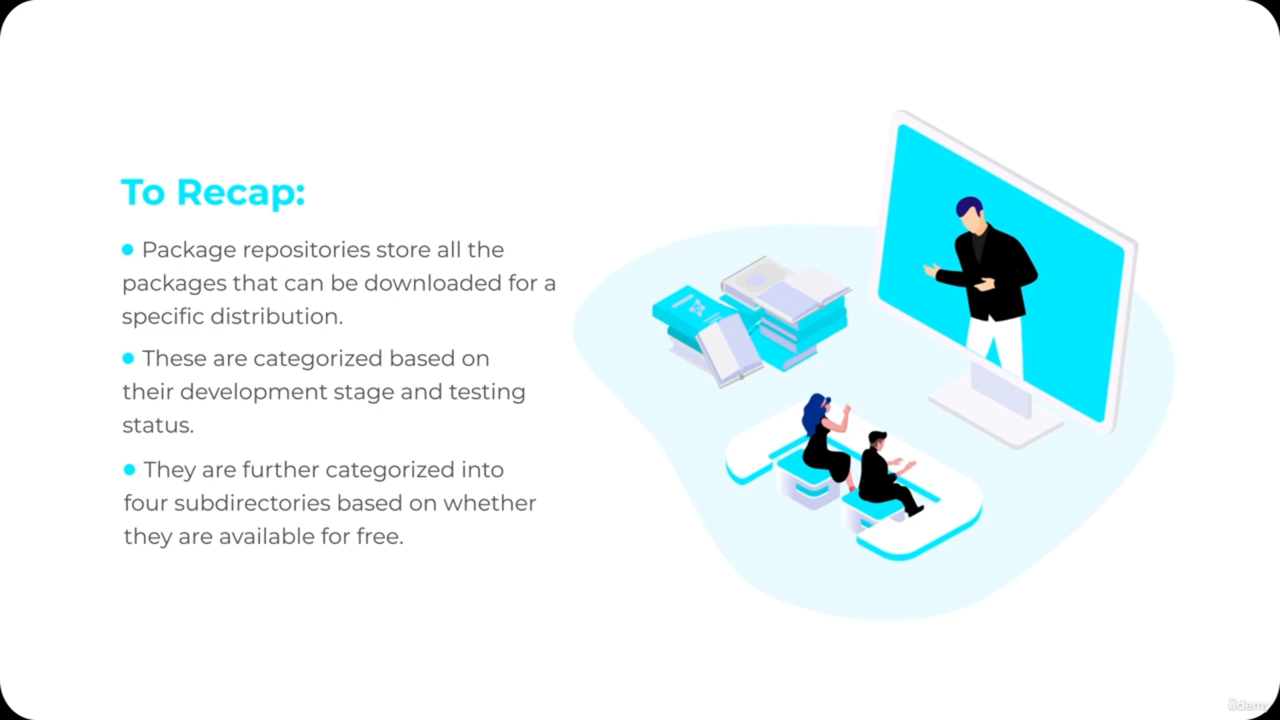 To Recap:
Package repositories store all the
packages that can be downloaded for a
specific distribution.
These are categorized based on
their development stage and testing
status.
They are further categorized into
four subdirectories based on whether
they are available for free.
ûdemy